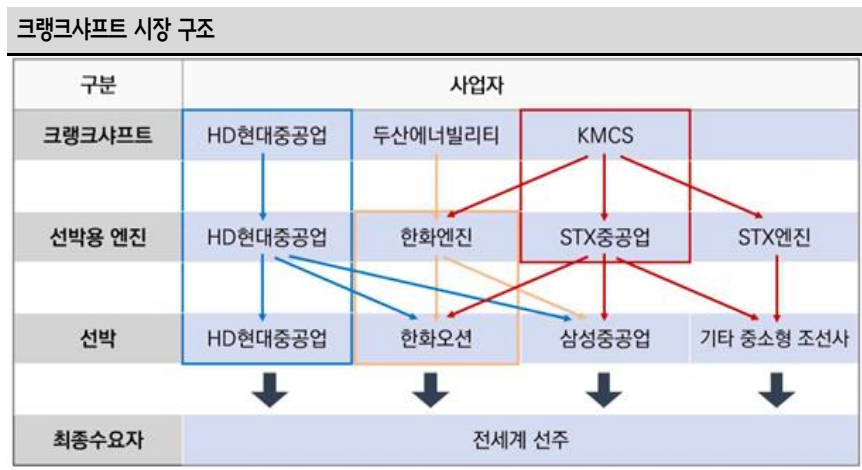 크랭크샤프트 시장 구조
구분 사업자
크랭크샤프트 HD현대중공업 두산에너빌리티 KMCS
선박용 엔진 HD현대중공업 한화엔진 STX중공업 STX엔진
선박 HD현대중공업 한화오션 삼성중공업 기타 중소형 조선사
최종수요자 전세계 선주